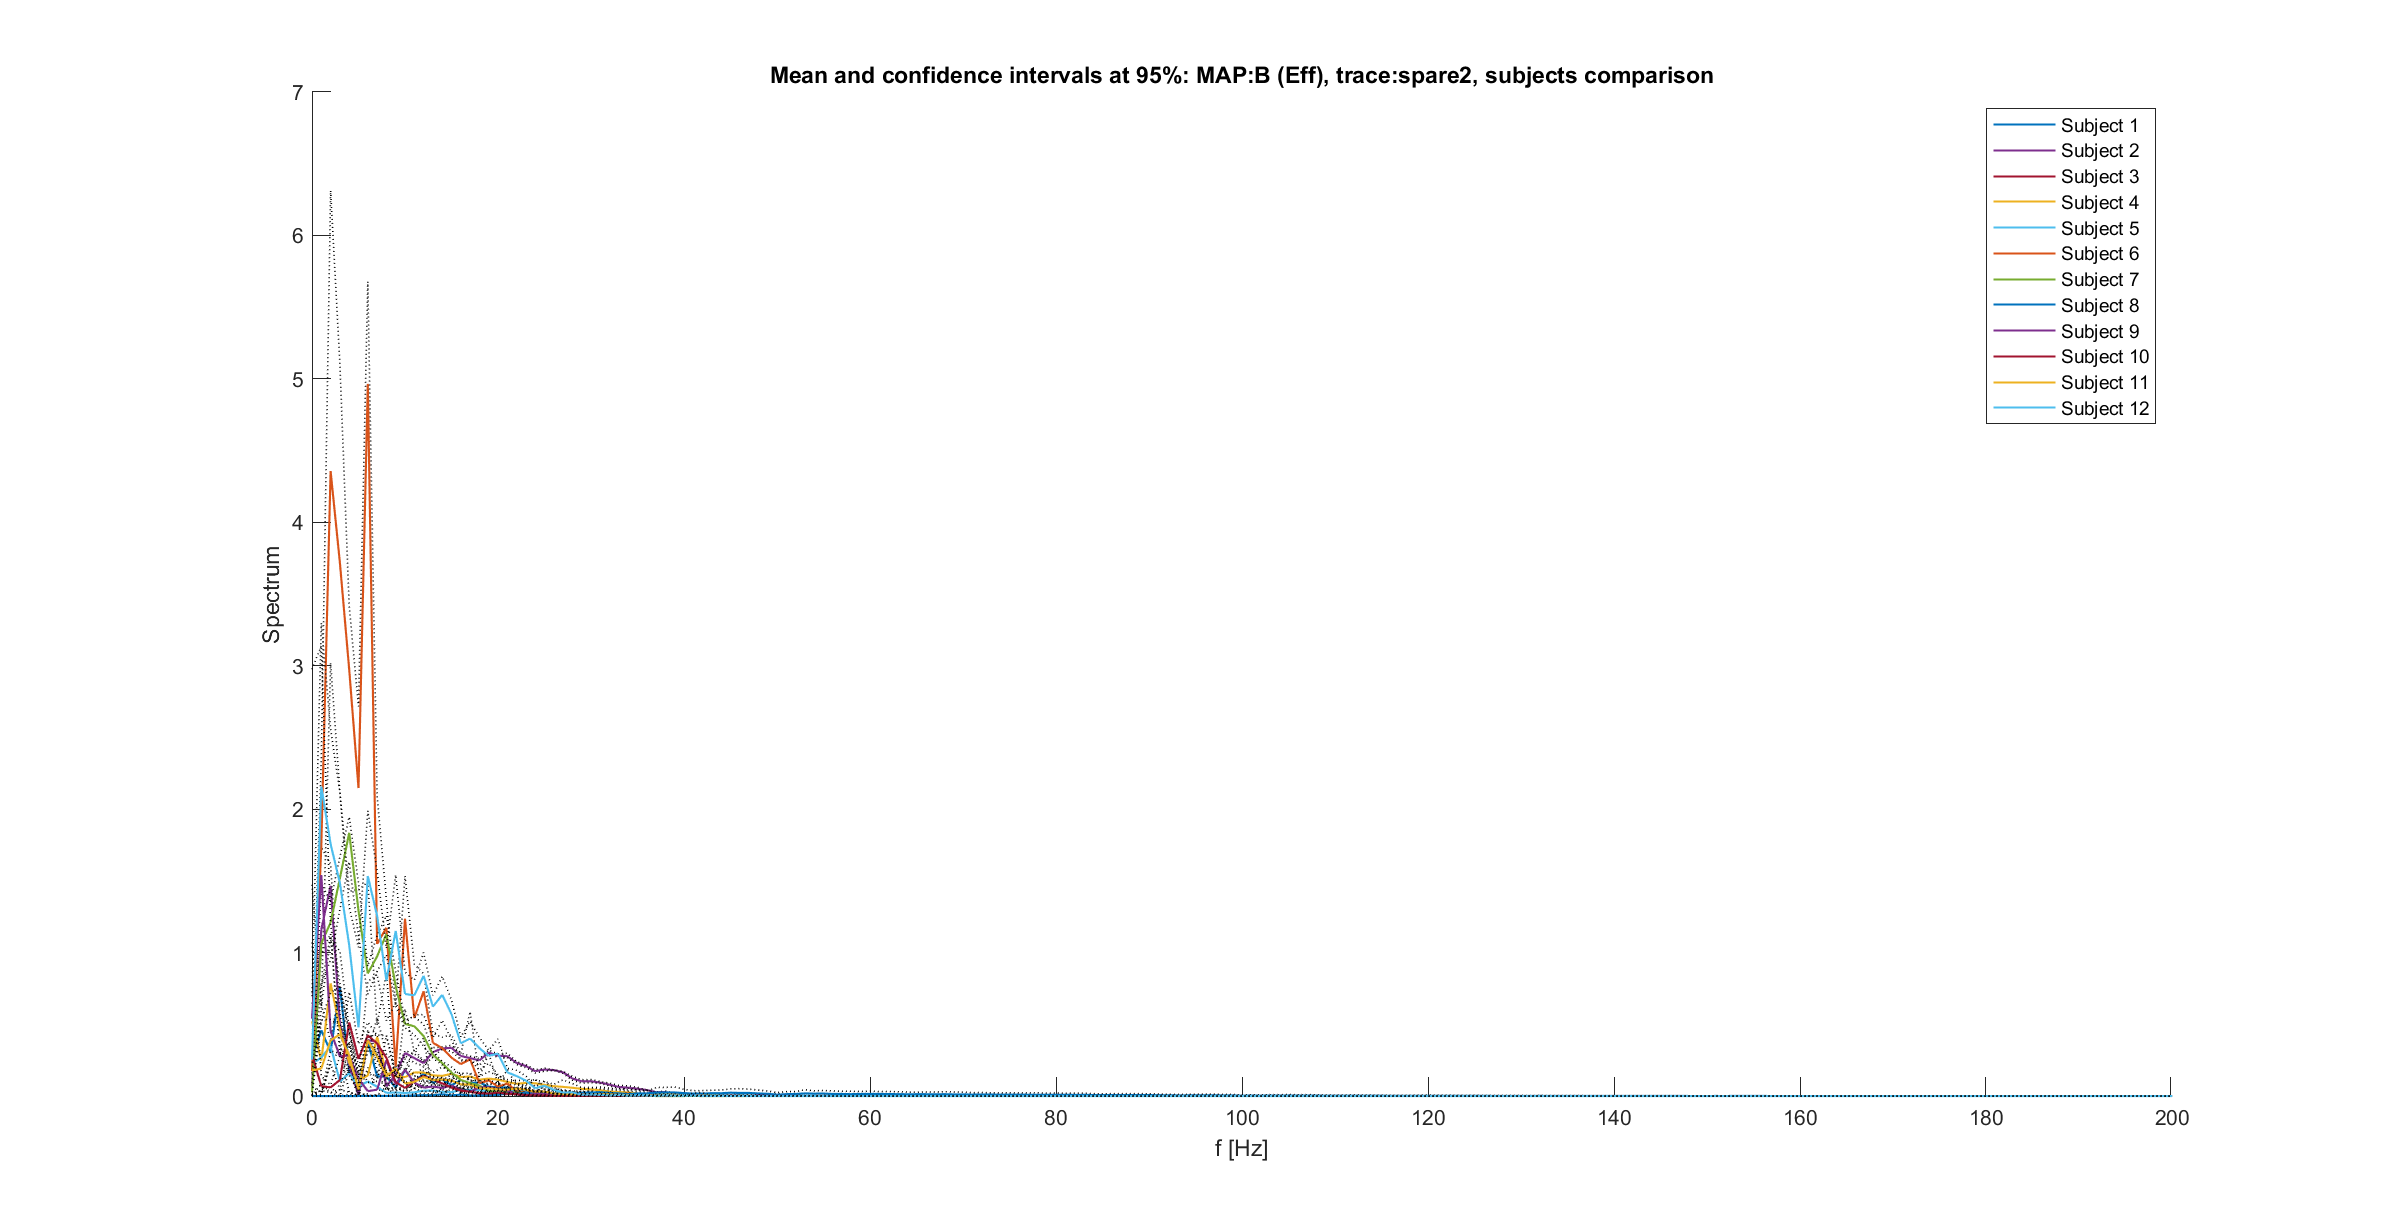 Mean and confidence intervals at 95%: MAP:B (Eff), trace:spare2, subjects comparison
7
6
5
4
3
2
1
0
Spectrum
Subject 1
Subject 2
Subject 3
Subject 4
Subject 5
Subject 6
Subject 7
Subject 8
Subject 9
Subject 10
Subject 11
Subject 12
0 20 40 60 80 100 120 140 160 180 200
f [Hz]